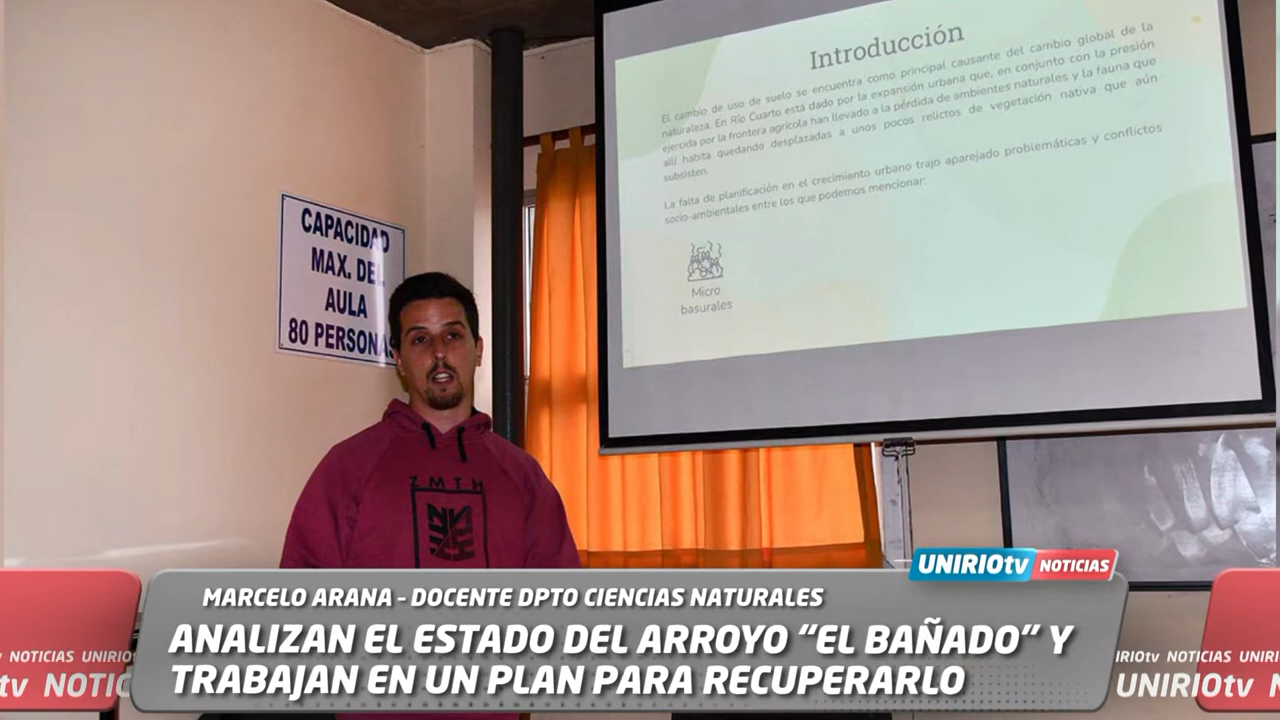 Introducción
El cambio de uso de suelo se encuentra como principal causante del cambio global de la
naturaleza. En Río Cuarto está dado por la expansión urbana que, en conjunto con la presión
ejercida por la frontera agrícola han llevado a la pérdida de ambientes naturales y la fauna que
allí habita quedando desplazadas a unos pocos relictos de vegetación nativa que aún
subsisten.
La falta de planificación en el crecimiento urbano trajo aparejado problemáticas y conflictos
socio-ambientales entre los que podemos mencionar:
Micro
basurales
CAPACIDAD
MAX. DEL
AULA
80 PERSONAS
ZMTH
UNIRIOtv NOTICIAS
MARCELO ARANA - DOCENTE DPTO CIENCIAS NATURALES
ANALIZAN EL ESTADO DEL ARROYO “EL BAÑADO” Y
TRABAJAN EN UN PLAN PARA RECUPERARLO
v NOTICIAS UNIRIO
tv NOTIC
IRIOtv NOTICIAS UNIRI
UNIRIOtv N